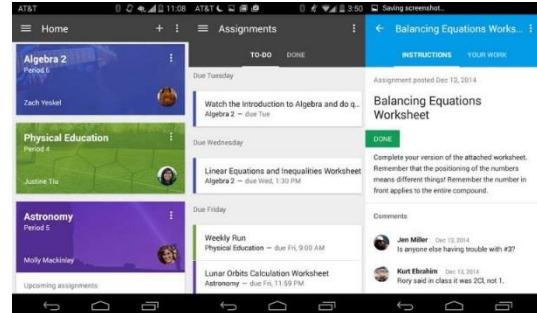 AT&T 11:08
Home
Algebra 2
Period 6
Zach Yeskel
Physical Education
Period 4
Justine Tiu
Astronomy
Period 5
Molly Mackinlay
Upcoming assignments
AT&T 3:50
Assignments
TO-DO DONE
Due Tuesday
Watch the Introduction to Algebra and do q...
Algebra 2 – due Tue
Due Wednesday
Linear Equations and Inequalities Worksheet
Algebra 2 – due Wed, 1:30 PM
Due Friday
Weekly Run
Physical Education – due Fri, 9:00 AM
Lunar Orbits Calculation Worksheet
Astronomy – due Fri, 11:59 PM
Saving screenshot...
Balancing Equations Works...
INSTRUCTIONS YOUR WORK
Assignment posted Dec 13, 2014
Balancing Equations
Worksheet
DONE
Complete your version of the attached worksheet.
Remember that the positioning of the numbers
means different things! Remember the number in
front applies to the entire compound.
Comments
Jen Miller Dec 13, 2014
Is anyone else having trouble with #3?
Kurt Ebrahim Dec 13, 2014
Rory said in class it was 2Cl, not 1.